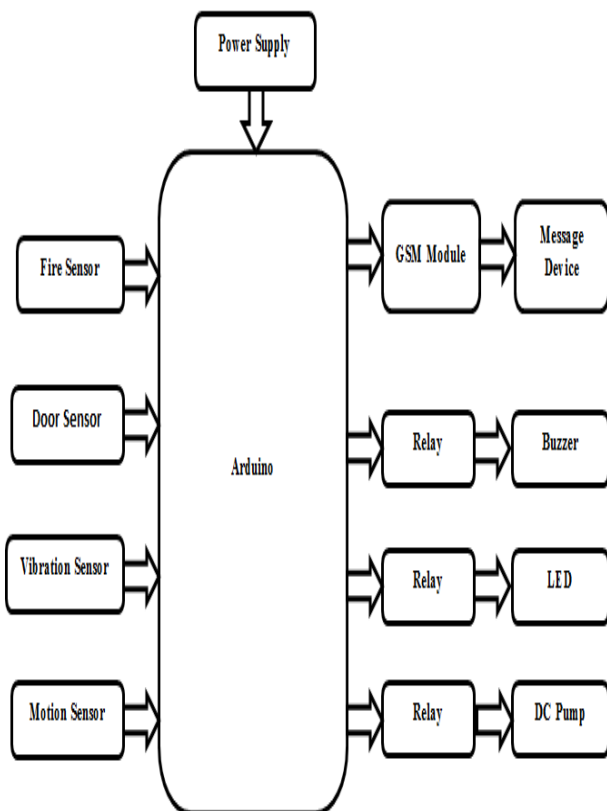 Power Supply
Fire Sensor
GSM Module
Message
Device
Door Sensor
Arduino
Relay
Buzzer
Vibration Sensor
Relay
LED
Motion Sensor
Relay
DC Pump